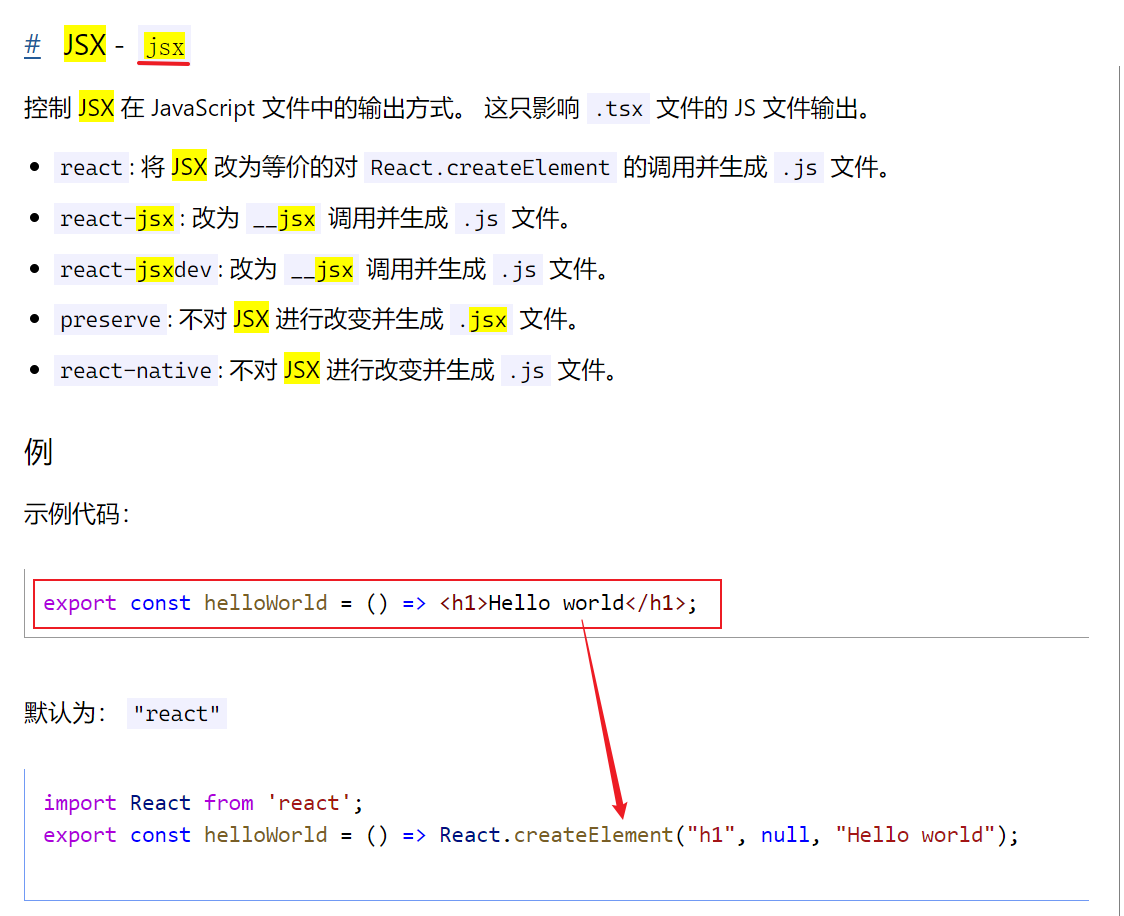 # JSX - jsx
控制 JSX 在 JavaScript 文件中的输出方式。 这只影响 .tsx 文件的 JS 文件输出。
react: 将 JSX 改为等价的对 React.createElement 的调用并生成 .js 文件。
react-jsx: 改为 __jsx 调用并生成 .js 文件。
react-jsxdev: 改为 __jsx 调用并生成 .js 文件。
preserve: 不对 JSX 进行改变并生成 .jsx 文件。
react-native: 不对 JSX 进行改变并生成 .js 文件。
例
示例代码:
export const helloWorld = () => <h1>Hello world</h1>;
默认为: "react"
import React from 'react';
export const helloWorld = () => React.createElement("h1", null, "Hello world");